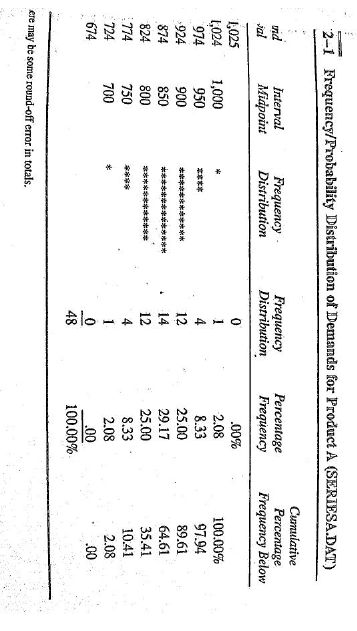 2–1 Frequency/Probability Distribution of Demands for Product A (SERIESA.DAT)
Cumulative
nd Interval Frequency Frequency Percentage Percentage
val Midpoint Distribution Distribution Frequency Frequency Below
1,025 0 .00%
1,024 1,000 * 1 2.08 100.00%
974 950 **** 4 8.33 97.94
924 900 ************ 12 25.00 89.61
874 850 ************** 14 29.17 64.61
824 800 ************ 12 25.00 35.41
774 750 **** 4 8.33 10.41
724 700 * 1 2.08 2.08
674 0 .00 .00
48 100.00%
ere may be some round-off error in totals.